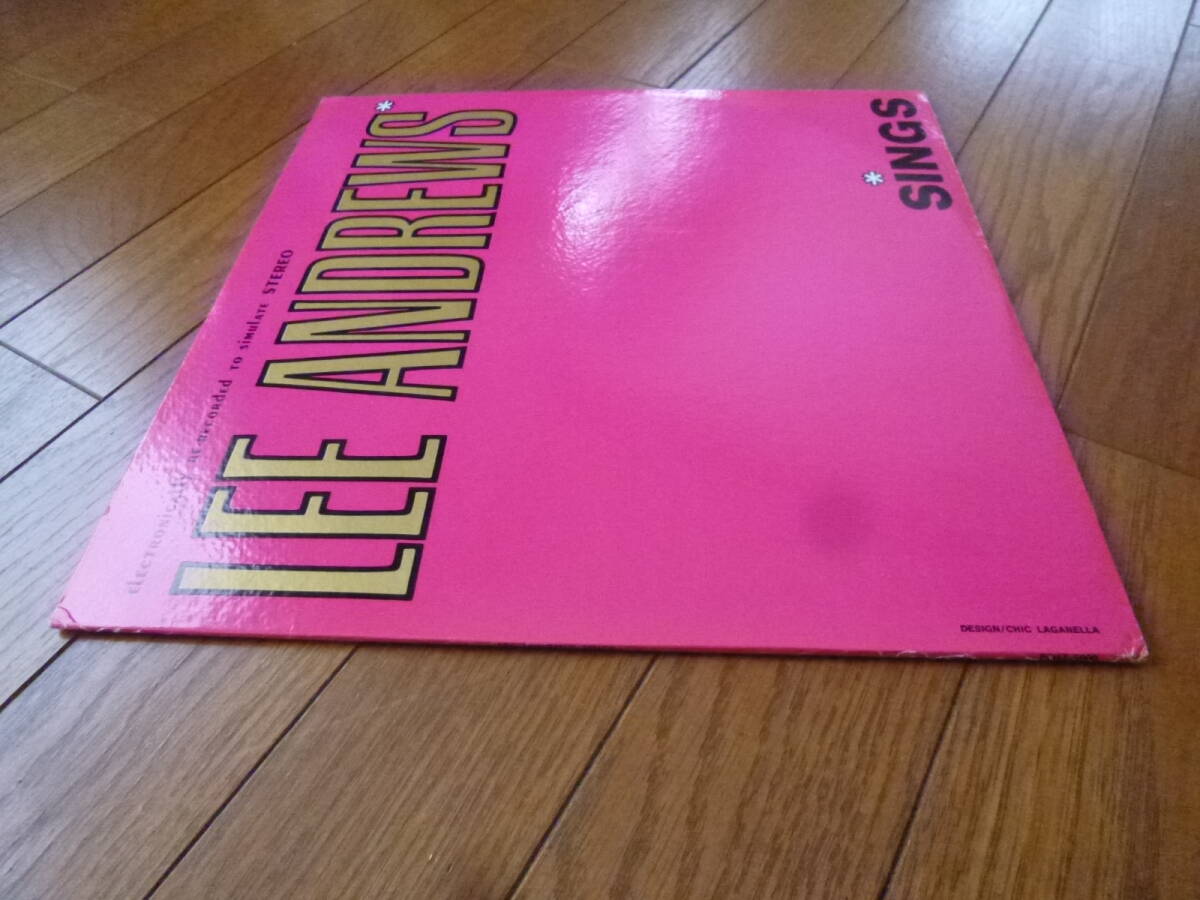 ELECTRONICALLY RE-RECORDED TO SIMULATE STEREO
LEE ANDREWS*
*SINGS
DESIGN/CHIC LAGANELLA